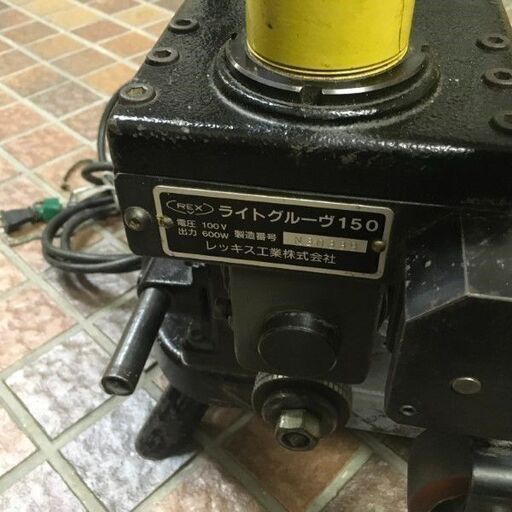 REX ライトグルーヴ150
電圧 100V
出力 600W 製造番号
レッキス工業株式会社